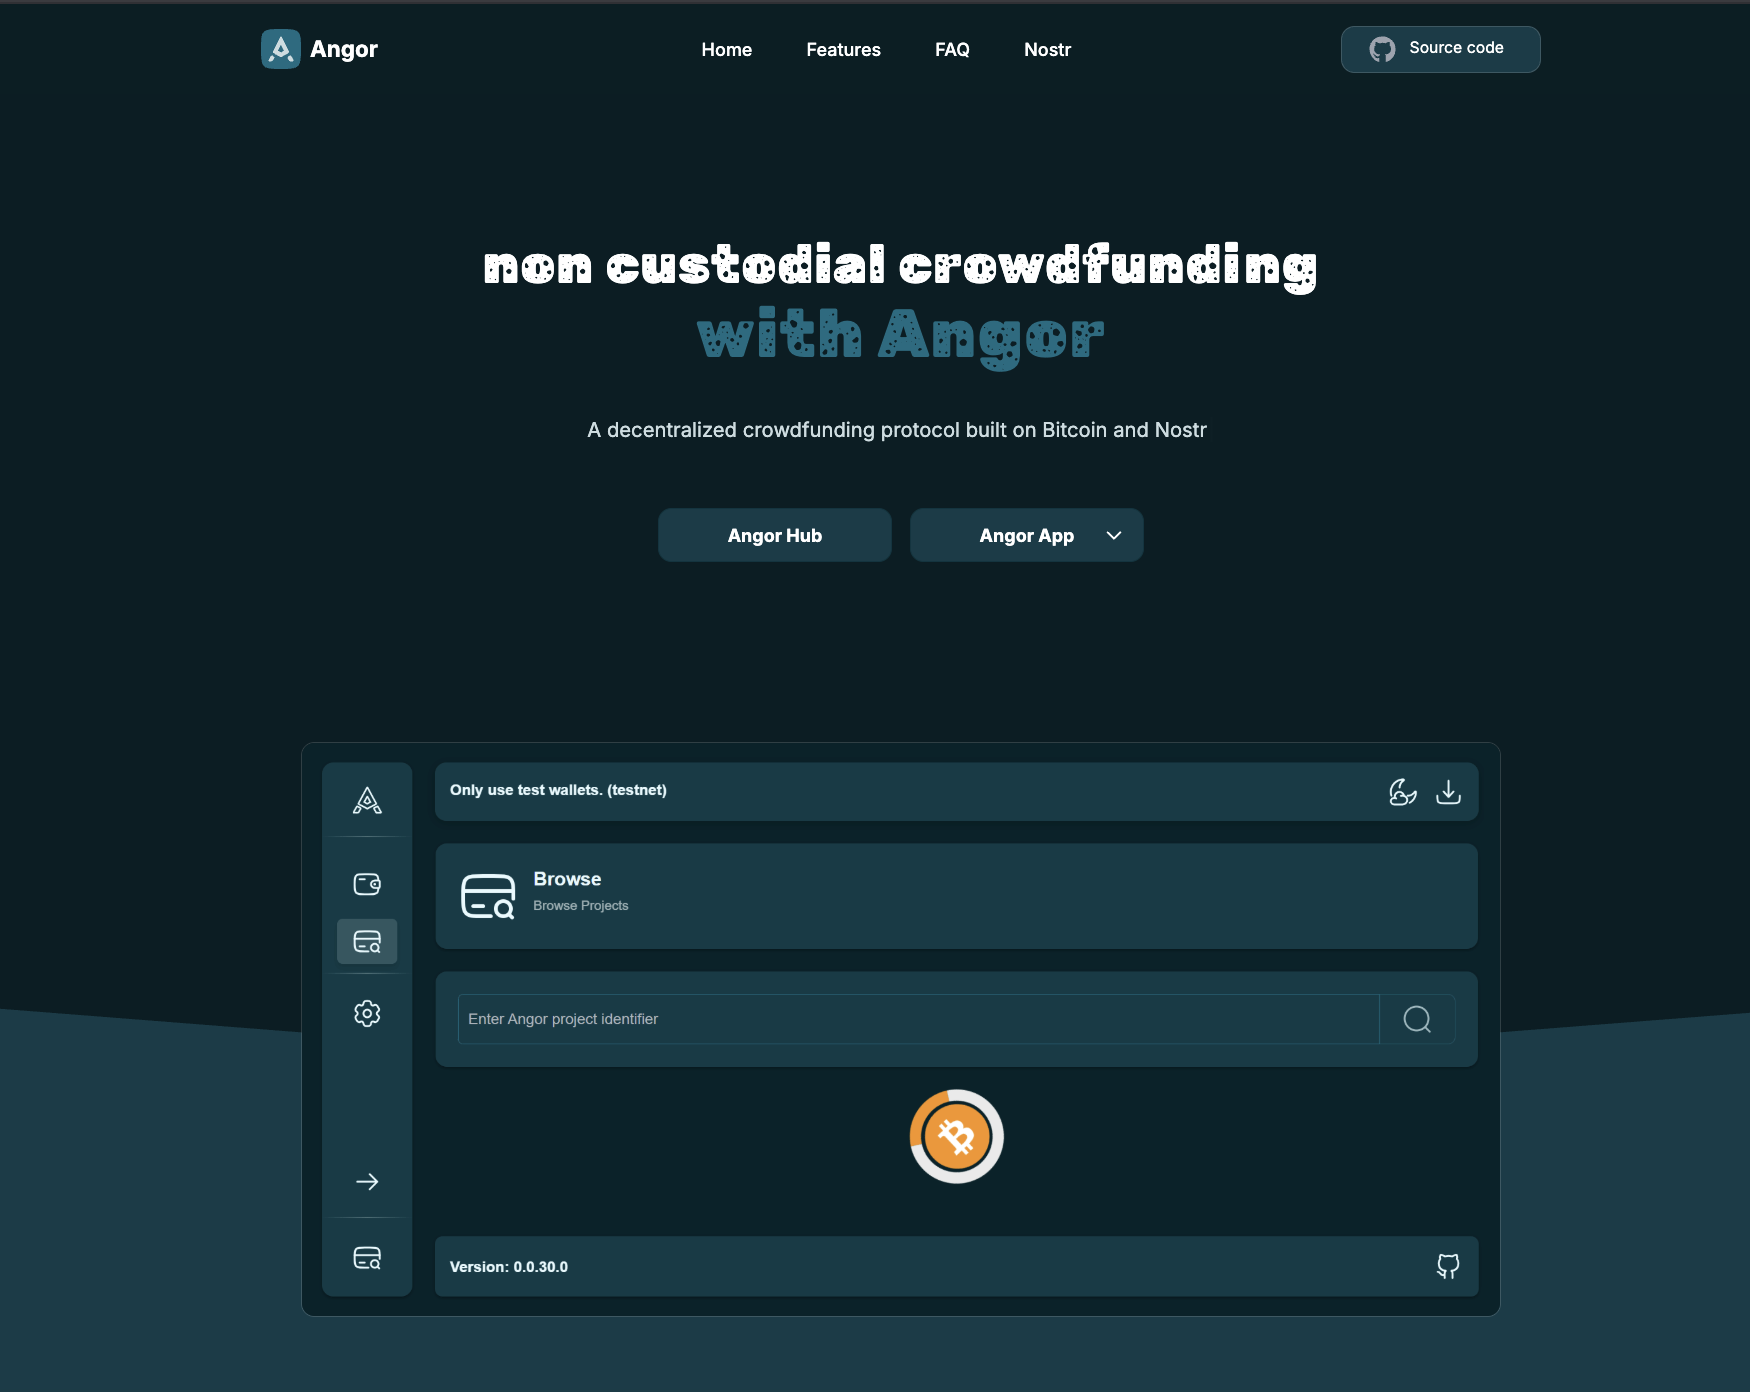 Angor
Home
Features
FAQ
Nostr
Source code
non custodial crowdfunding
with Angor
A decentralized crowdfunding protocol built on Bitcoin and Nostr
Angor Hub
Angor App
Only use test wallets. (testnet)
Browse
Browse Projects
Enter Angor project identifier
Version: 0.0.30.0